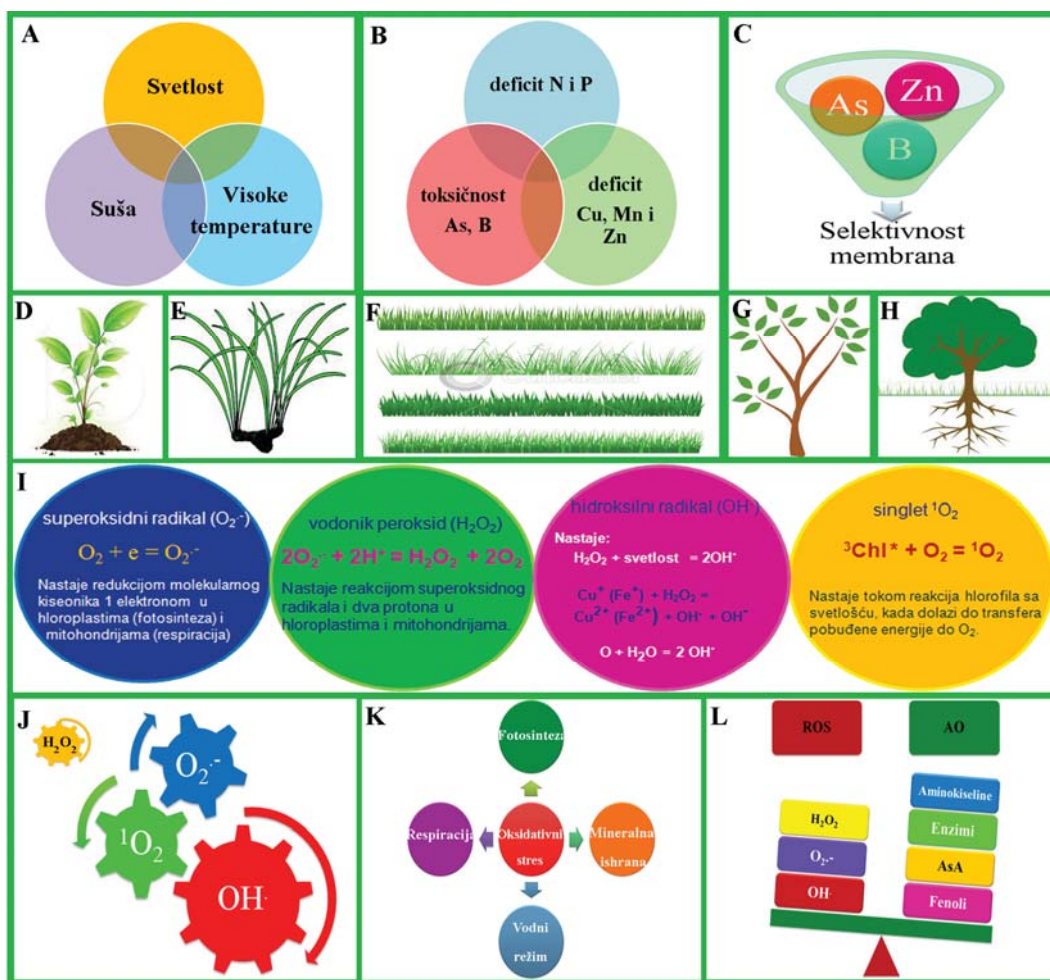 A
Svetlost
Suša
Visoke
temperature
B
deficit N i P
toksičnost
As, B
deficit
Cu, Mn i
Zn
C
As
Zn
B
Selektivnost
membrana
D
E
F
G
H
I
superoksidni radikal (O₂·-)
O₂ + e = O₂·-
Nastaje redukcijom molekularnog
kiseonika 1 elektronom u
hloroplastima (fotosinteza) i
mitohondrijama (respiracija)
vodonik peroksid (H₂O₂)
2O₂·- + 2H⁺ = H₂O₂ + 2O₂
Nastaje reakcijom superoksidnog
radikala i dva protona u
hloroplastima i mitohondrijama.
hidroksilni radikal (OH·)
Nastaje:
H₂O₂ + svetlost = 2OH·
Cu⁺ (Fe⁺) + H₂O₂ =
Cu²⁺ (Fe²⁺) + OH· + OH⁻
O + H₂O = 2 OH·
singlet ¹O₂
³Chl* + O₂ = ¹O₂
Nastaje tokom reakcija hlorofila sa
svetlošću, kada dolazi do transfera
pobuđene energije do O₂.
J
H₂O₂
O₂·-
¹O₂
OH·
K
Fotosinteza
Respiracija
Oksidativni
stres
Mineralna
ishrana
Vodni
režim
L
ROS
AO
H₂O₂
O₂·-
OH·
Aminokiseline
Enzimi
AsA
Fenoli